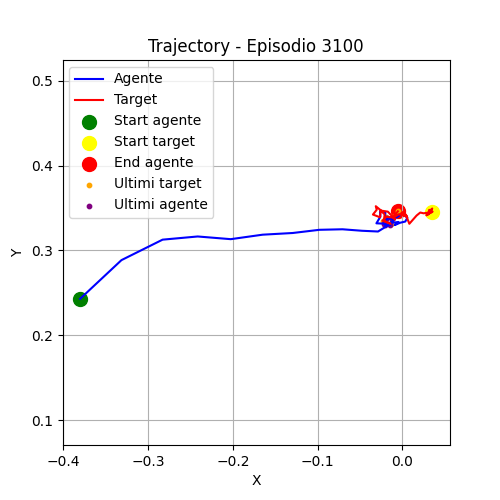 Trajectory - Episodio 3100
Agente
Target
Start agente
Start target
End agente
Ultimi target
Ultimi agente
0.5
0.4
0.3
0.2
0.1
Y
−0.4
−0.3
−0.2
−0.1
0.0
X